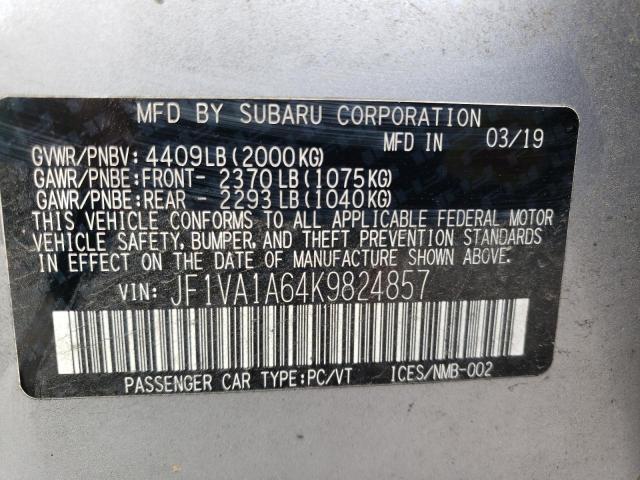 MFD BY SUBARU CORPORATION
MFD IN 03/19
GVWR/PNBV: 4409LB(2000KG)
GAWR/PNBE:FRONT- 2370LB(1075KG)
GAWR/PNBE:REAR - 2293LB(1040KG)
THIS VEHICLE CONFORMS TO ALL APPLICABLE FEDERAL MOTOR
VEHICLE SAFETY, BUMPER, AND THEFT PREVENTION STANDARDS
IN EFFECT ON THE DATE OF MANUFACTURE SHOWN ABOVE.
VIN: JF1VA1A64K9824857
PASSENGER CAR TYPE:PC/VT ICES/NMB-002